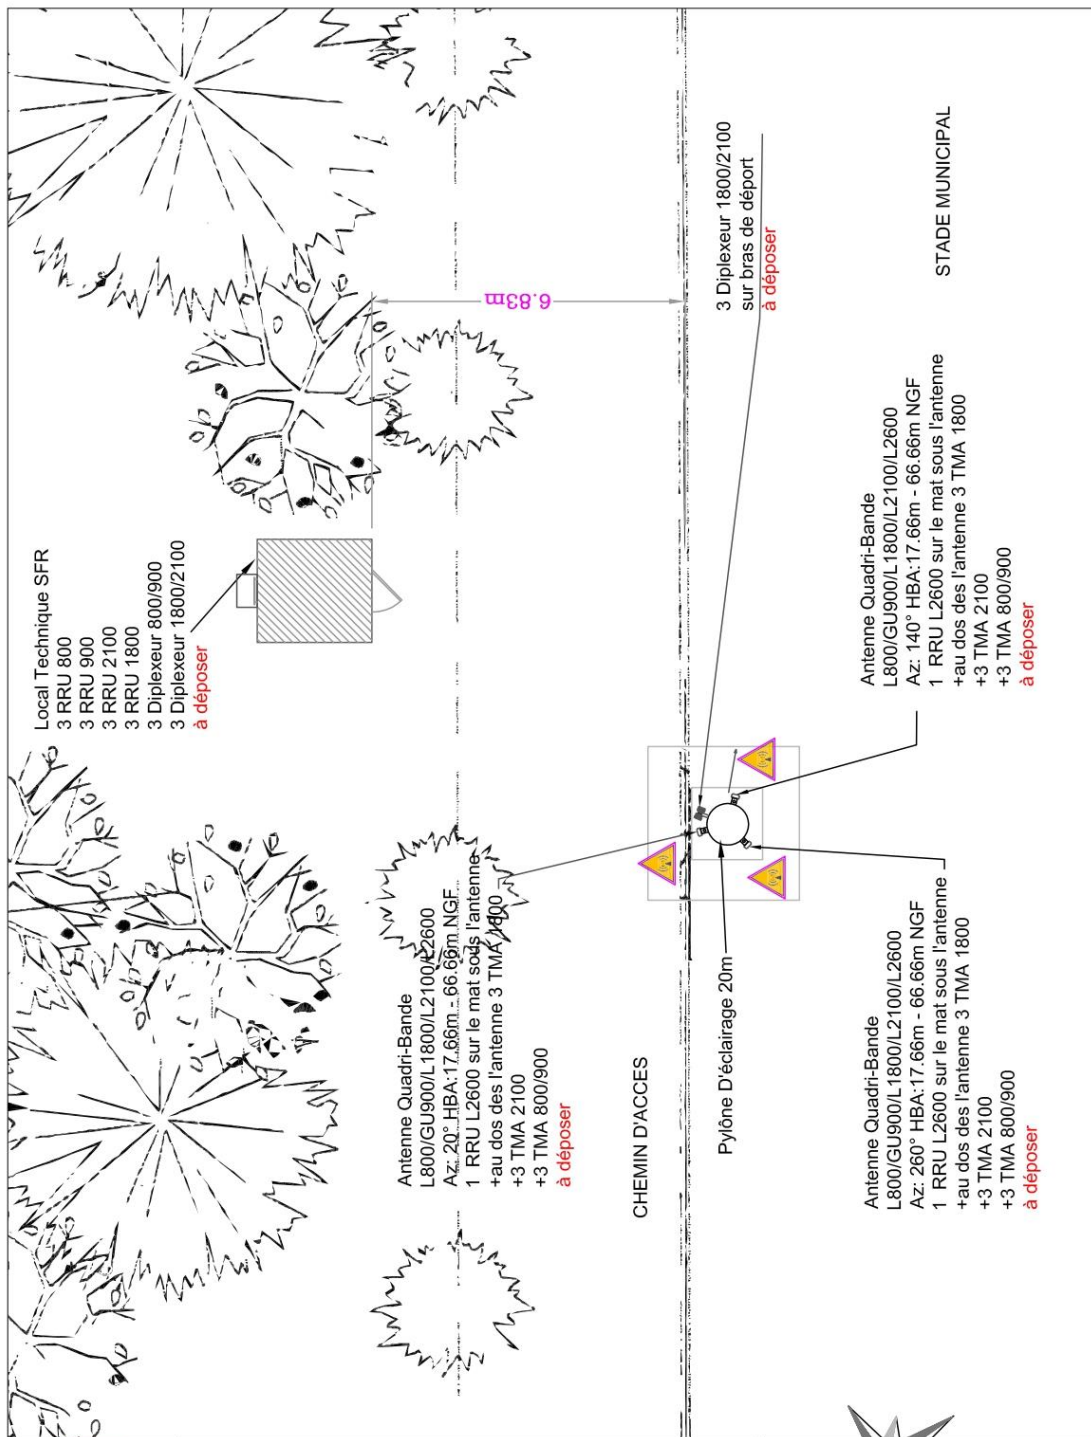 Local Technique SFR
3 RRU 800
3 RRU 900
3 RRU 2100
3 RRU 1800
3 Diplexeur 800/900
3 Diplexeur 1800/2100
à déposer
6.83m
Antenne Quadri-Bande
L800/GU900/L1800/L2100/L2600
Az: 20° HBA:17.66m - 66.66m NGF
1 RRU L2600 sur le mat sous l'antenne
+au dos des l'antenne 3 TMA 1800
+3 TMA 2100
+3 TMA 800/900
à déposer
3 Diplexeur 1800/2100
sur bras de déport
à déposer
STADE MUNICIPAL
CHEMIN D'ACCES
Pylône D'éclairage 20m
Antenne Quadri-Bande
L800/GU900/L1800/L2100/L2600
Az: 260° HBA:17.66m - 66.66m NGF
1 RRU L2600 sur le mat sous l'antenne
+au dos des l'antenne 3 TMA 1800
+3 TMA 2100
+3 TMA 800/900
à déposer
Antenne Quadri-Bande
L800/GU900/L1800/L2100/L2600
Az: 140° HBA:17.66m - 66.66m NGF
1 RRU L2600 sur le mat sous l'antenne
+au dos des l'antenne 3 TMA 1800
+3 TMA 2100
+3 TMA 800/900
à déposer